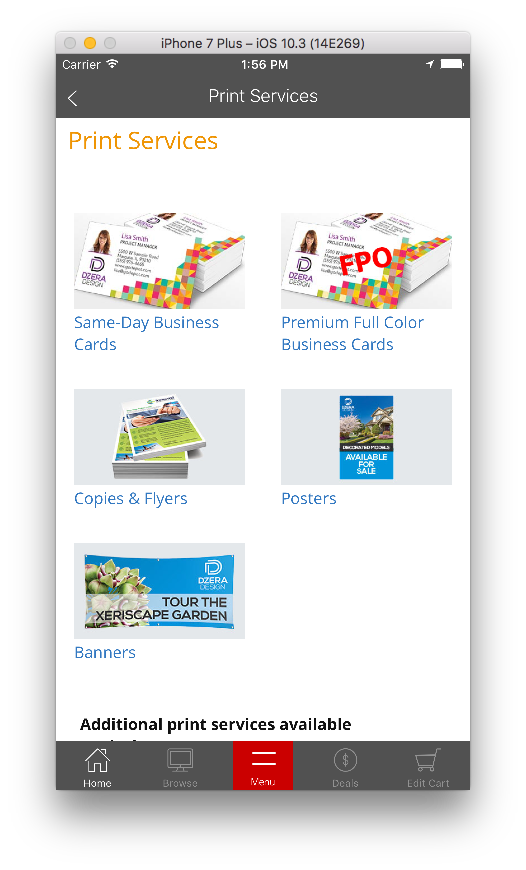 iPhone 7 Plus – iOS 10.3 (14E269)
Carrier 1:56 PM
Print Services
Print Services
Lisa Smith
PROJECT MANAGER
DZERA
DESIGN
Lisa Smith
PROJECT MANAGER
FPO
DZERA
DESIGN
Same-Day Business
Cards
Premium Full Color
Business Cards
DZERA
DESIGN
DECORATED MODELS
AVAILABLE
FOR
SALE
Copies & Flyers
Posters
DZERA
DESIGN
TOUR THE
XERISCAPE GARDEN
Banners
Additional print services available
Home Browse Menu Deals Edit Cart